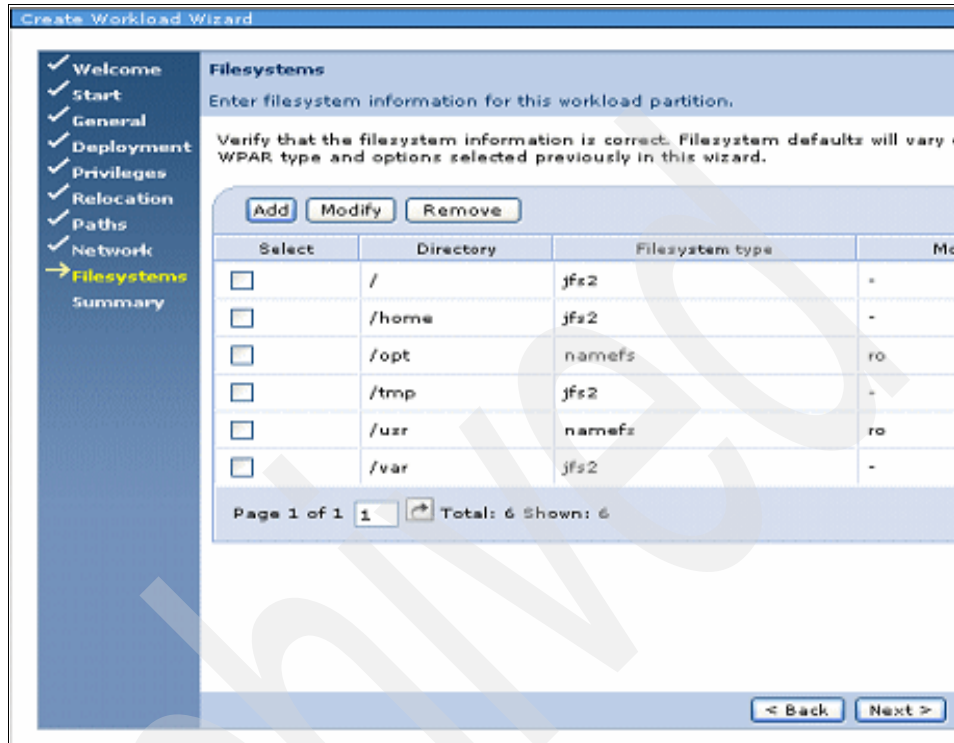 Create Workload Wizard
Welcome
Start
General
Deployment
Privileges
Relocation
Paths
Network
Filesystems
Summary
Filesystems
Enter filesystem information for this workload partition.
Verify that the filesystem information is correct. Filesystem defaults will vary
WPAR type and options selected previously in this wizard.
Add Modify Remove
Select Directory Filesystem type
/ jfs2 -
/home jfs2 -
/opt namefs ro
/tmp jfs2 -
/usr namefs ro
/var jfs2 -
Page 1 of 1 1 Total: 6 Shown: 6
< Back Next >